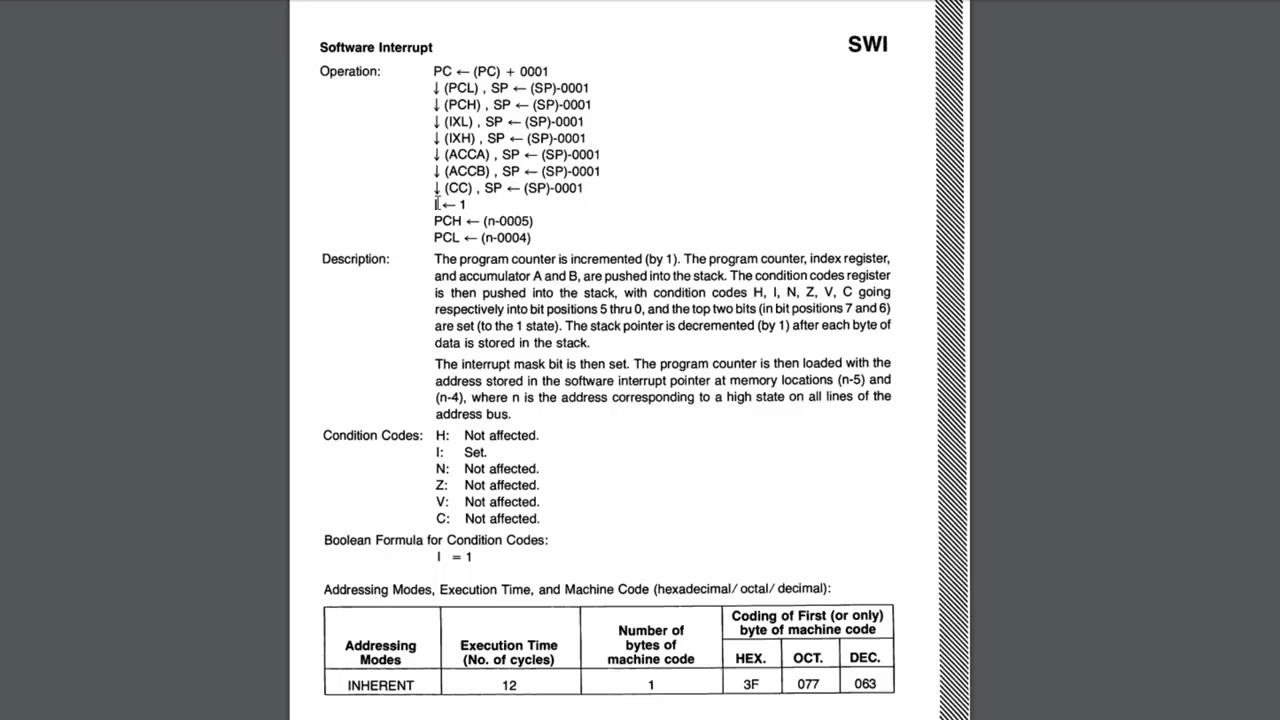 Software Interrupt SWI
Operation: PC ← (PC) + 0001
↓ (PCL) , SP ← (SP)-0001
↓ (PCH) , SP ← (SP)-0001
↓ (IXL) , SP ← (SP)-0001
↓ (IXH) , SP ← (SP)-0001
↓ (ACCA) , SP ← (SP)-0001
↓ (ACCB) , SP ← (SP)-0001
↓ (CC) , SP ← (SP)-0001
I ← 1
PCH ← (n-0005)
PCL ← (n-0004)
Description: The program counter is incremented (by 1). The program counter, index register,
and accumulator A and B, are pushed into the stack. The condition codes register
is then pushed into the stack, with condition codes H, I, N, Z, V, C going
respectively into bit positions 5 thru 0, and the top two bits (in bit positions 7 and 6)
are set (to the 1 state). The stack pointer is decremented (by 1) after each byte of
data is stored in the stack.
The interrupt mask bit is then set. The program counter is then loaded with the
address stored in the software interrupt pointer at memory locations (n-5) and
(n-4), where n is the address corresponding to a high state on all lines of the
address bus.
Condition Codes: H: Not affected.
I: Set.
N: Not affected.
Z: Not affected.
V: Not affected.
C: Not affected.
Boolean Formula for Condition Codes:
I = 1
Addressing Modes, Execution Time, and Machine Code (hexadecimal/ octal/ decimal):
Addressing
Modes
Execution Time
(No. of cycles)
Number of
bytes of
machine code
Coding of First (or only)
byte of machine code
HEX. OCT. DEC.
INHERENT 12 1 3F 077 063